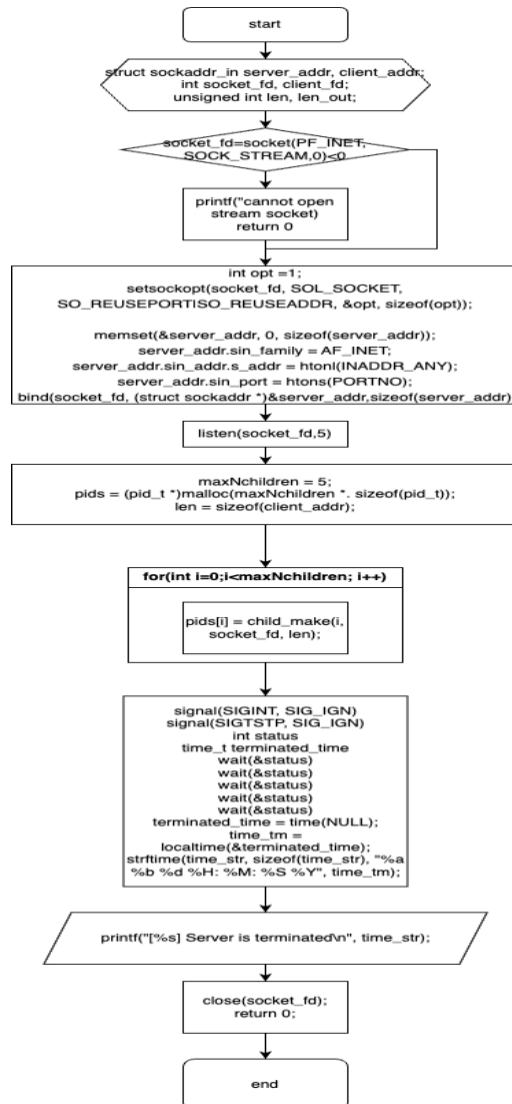 start
struct sockaddr_in server_addr, client_addr;
int socket_fd, client_fd;
unsigned int len, len_out;
socket_fd=socket(PF_INET,
SOCK_STREAM,0)<0
printf("cannot open
stream socket)
return 0
int opt =1;
setsockopt(socket_fd, SOL_SOCKET,
SO_REUSEPORTISO_REUSEADDR, &opt, sizeof(opt));
memset(&server_addr, 0, sizeof(server_addr));
server_addr.sin_family = AF_INET;
server_addr.sin_addr.s_addr = htonl(INADDR_ANY);
server_addr.sin_port = htons(PORTNO);
bind(socket_fd, (struct sockaddr *)&server_addr,sizeof(server_addr)
listen(socket_fd,5)
maxNchildren = 5;
pids = (pid_t *)malloc(maxNchildren *. sizeof(pid_t));
len = sizeof(client_addr);
for(int i=0;i<maxNchildren; i++)
pids[i] = child_make(i,
socket_fd, len);
signal(SIGINT, SIG_IGN)
signal(SIGTSTP, SIG_IGN)
int status
time_t terminated_time
wait(&status)
wait(&status)
wait(&status)
wait(&status)
wait(&status)
terminated_time = time(NULL);
time_tm =
localtime(&terminated_time);
strftime(time_str, sizeof(time_str), "%a
%b %d %H: %M: %S %Y", time_tm);
printf("[%s] Server is terminated\n", time_str);
close(socket_fd);
return 0;
end